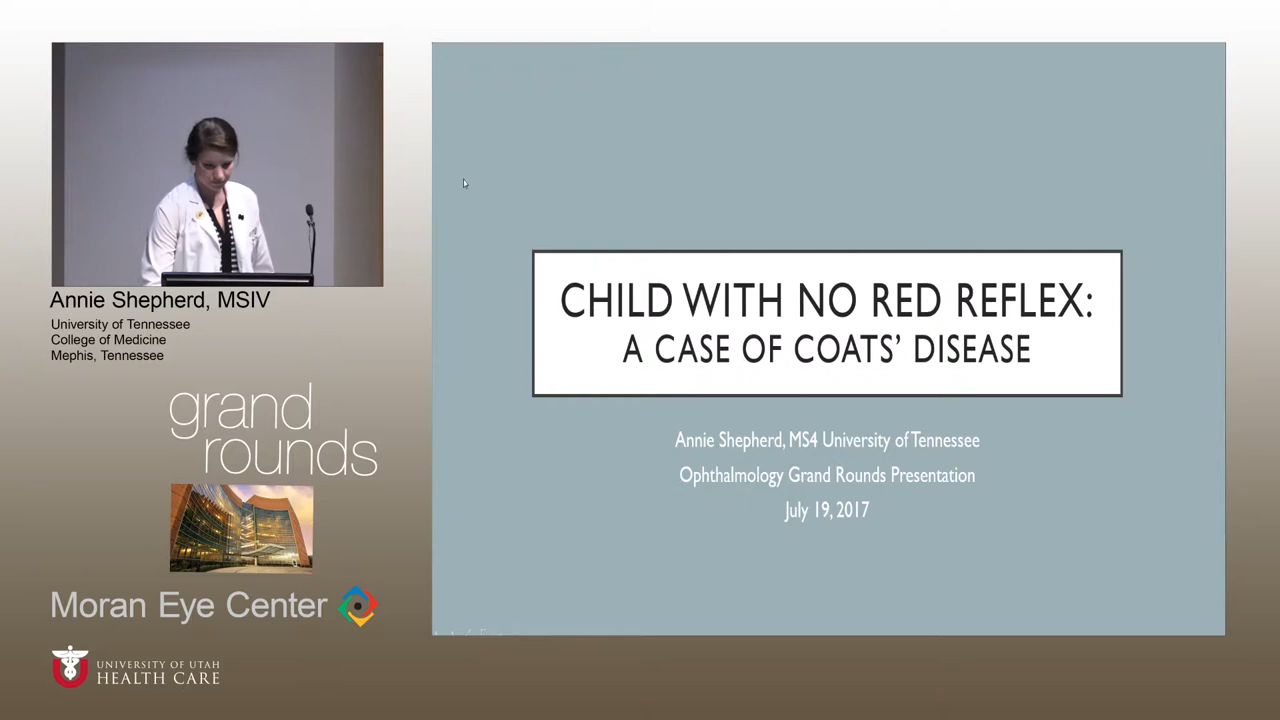 Annie Shepherd, MSIV
University of Tennessee
College of Medicine
Mephis, Tennessee
grand
rounds
Moran Eye Center
UNIVERSITY OF UTAH
HEALTH CARE
CHILD WITH NO RED REFLEX:
A CASE OF COATS’ DISEASE
Annie Shepherd, MS4 University of Tennessee
Ophthalmology Grand Rounds Presentation
July 19, 2017